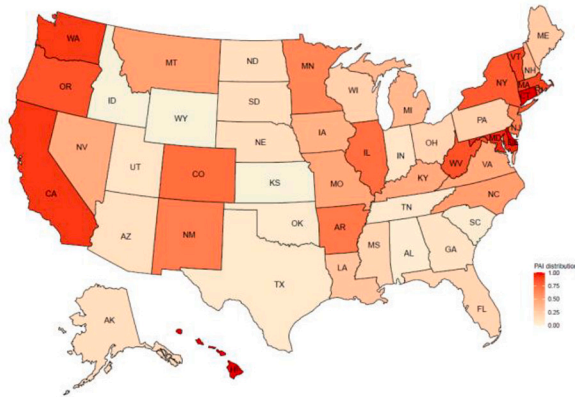 WA
MT
ND
MN
ME
VT
NH
OR
ID
SD
WI
MI
NY
MA
WY
IA
NE
PA
NJ
NV
UT
CO
IL
IN
OH
MD
CA
KS
MO
WV
VA
KY
NC
TN
AZ
NM
OK
AR
SC
MS
AL
GA
TX
LA
FL
AK
PAI distribution
1.00
0.75
0.50
0.25
0.00